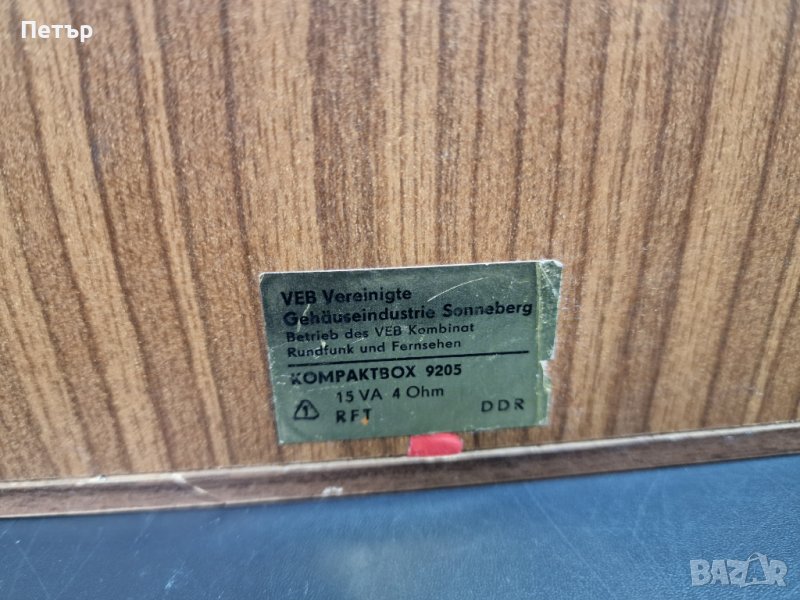 Петър
VEB Vereinigte
Gehäuseindustrie Sonneberg
Betrieb des VEB Kombinat
Rundfunk und Fernsehen
KOMPAKTBOX 9205
15 VA 4 Ohm
1 RFT DDR
BAZAR